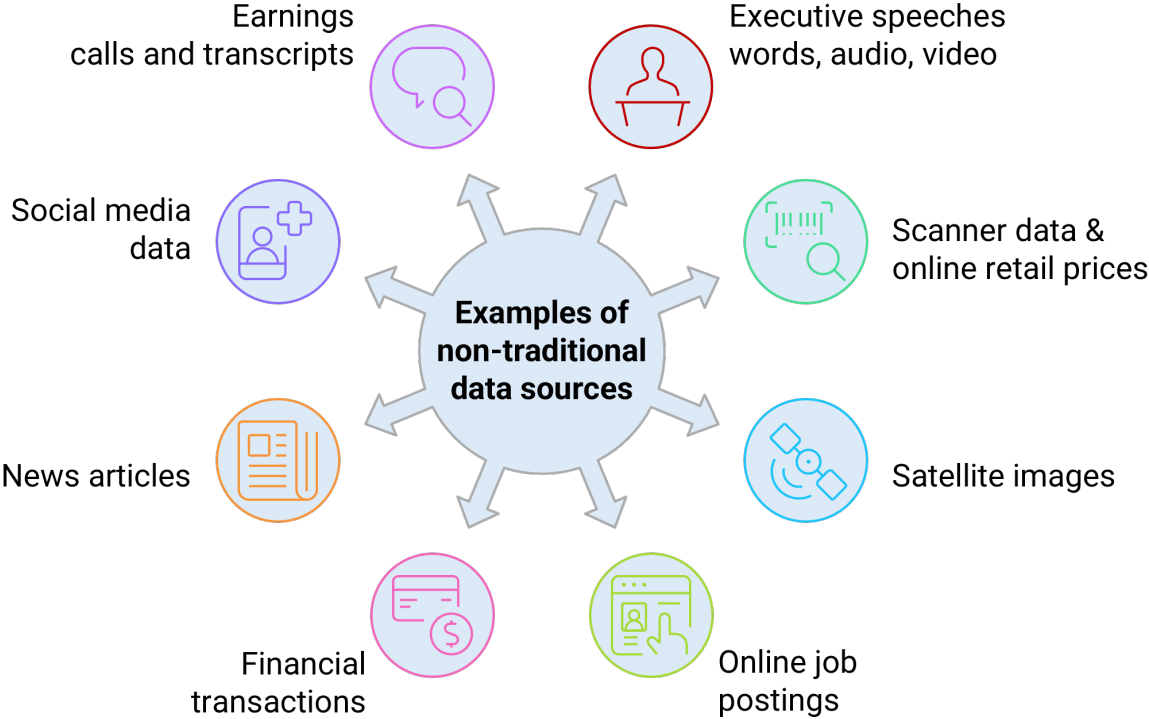 Earnings
calls and transcripts
Executive speeches
words, audio, video
Social media
data
Scanner data &
online retail prices
Examples of
non-traditional
data sources
News articles
Satellite images
Financial
transactions
Online job
postings